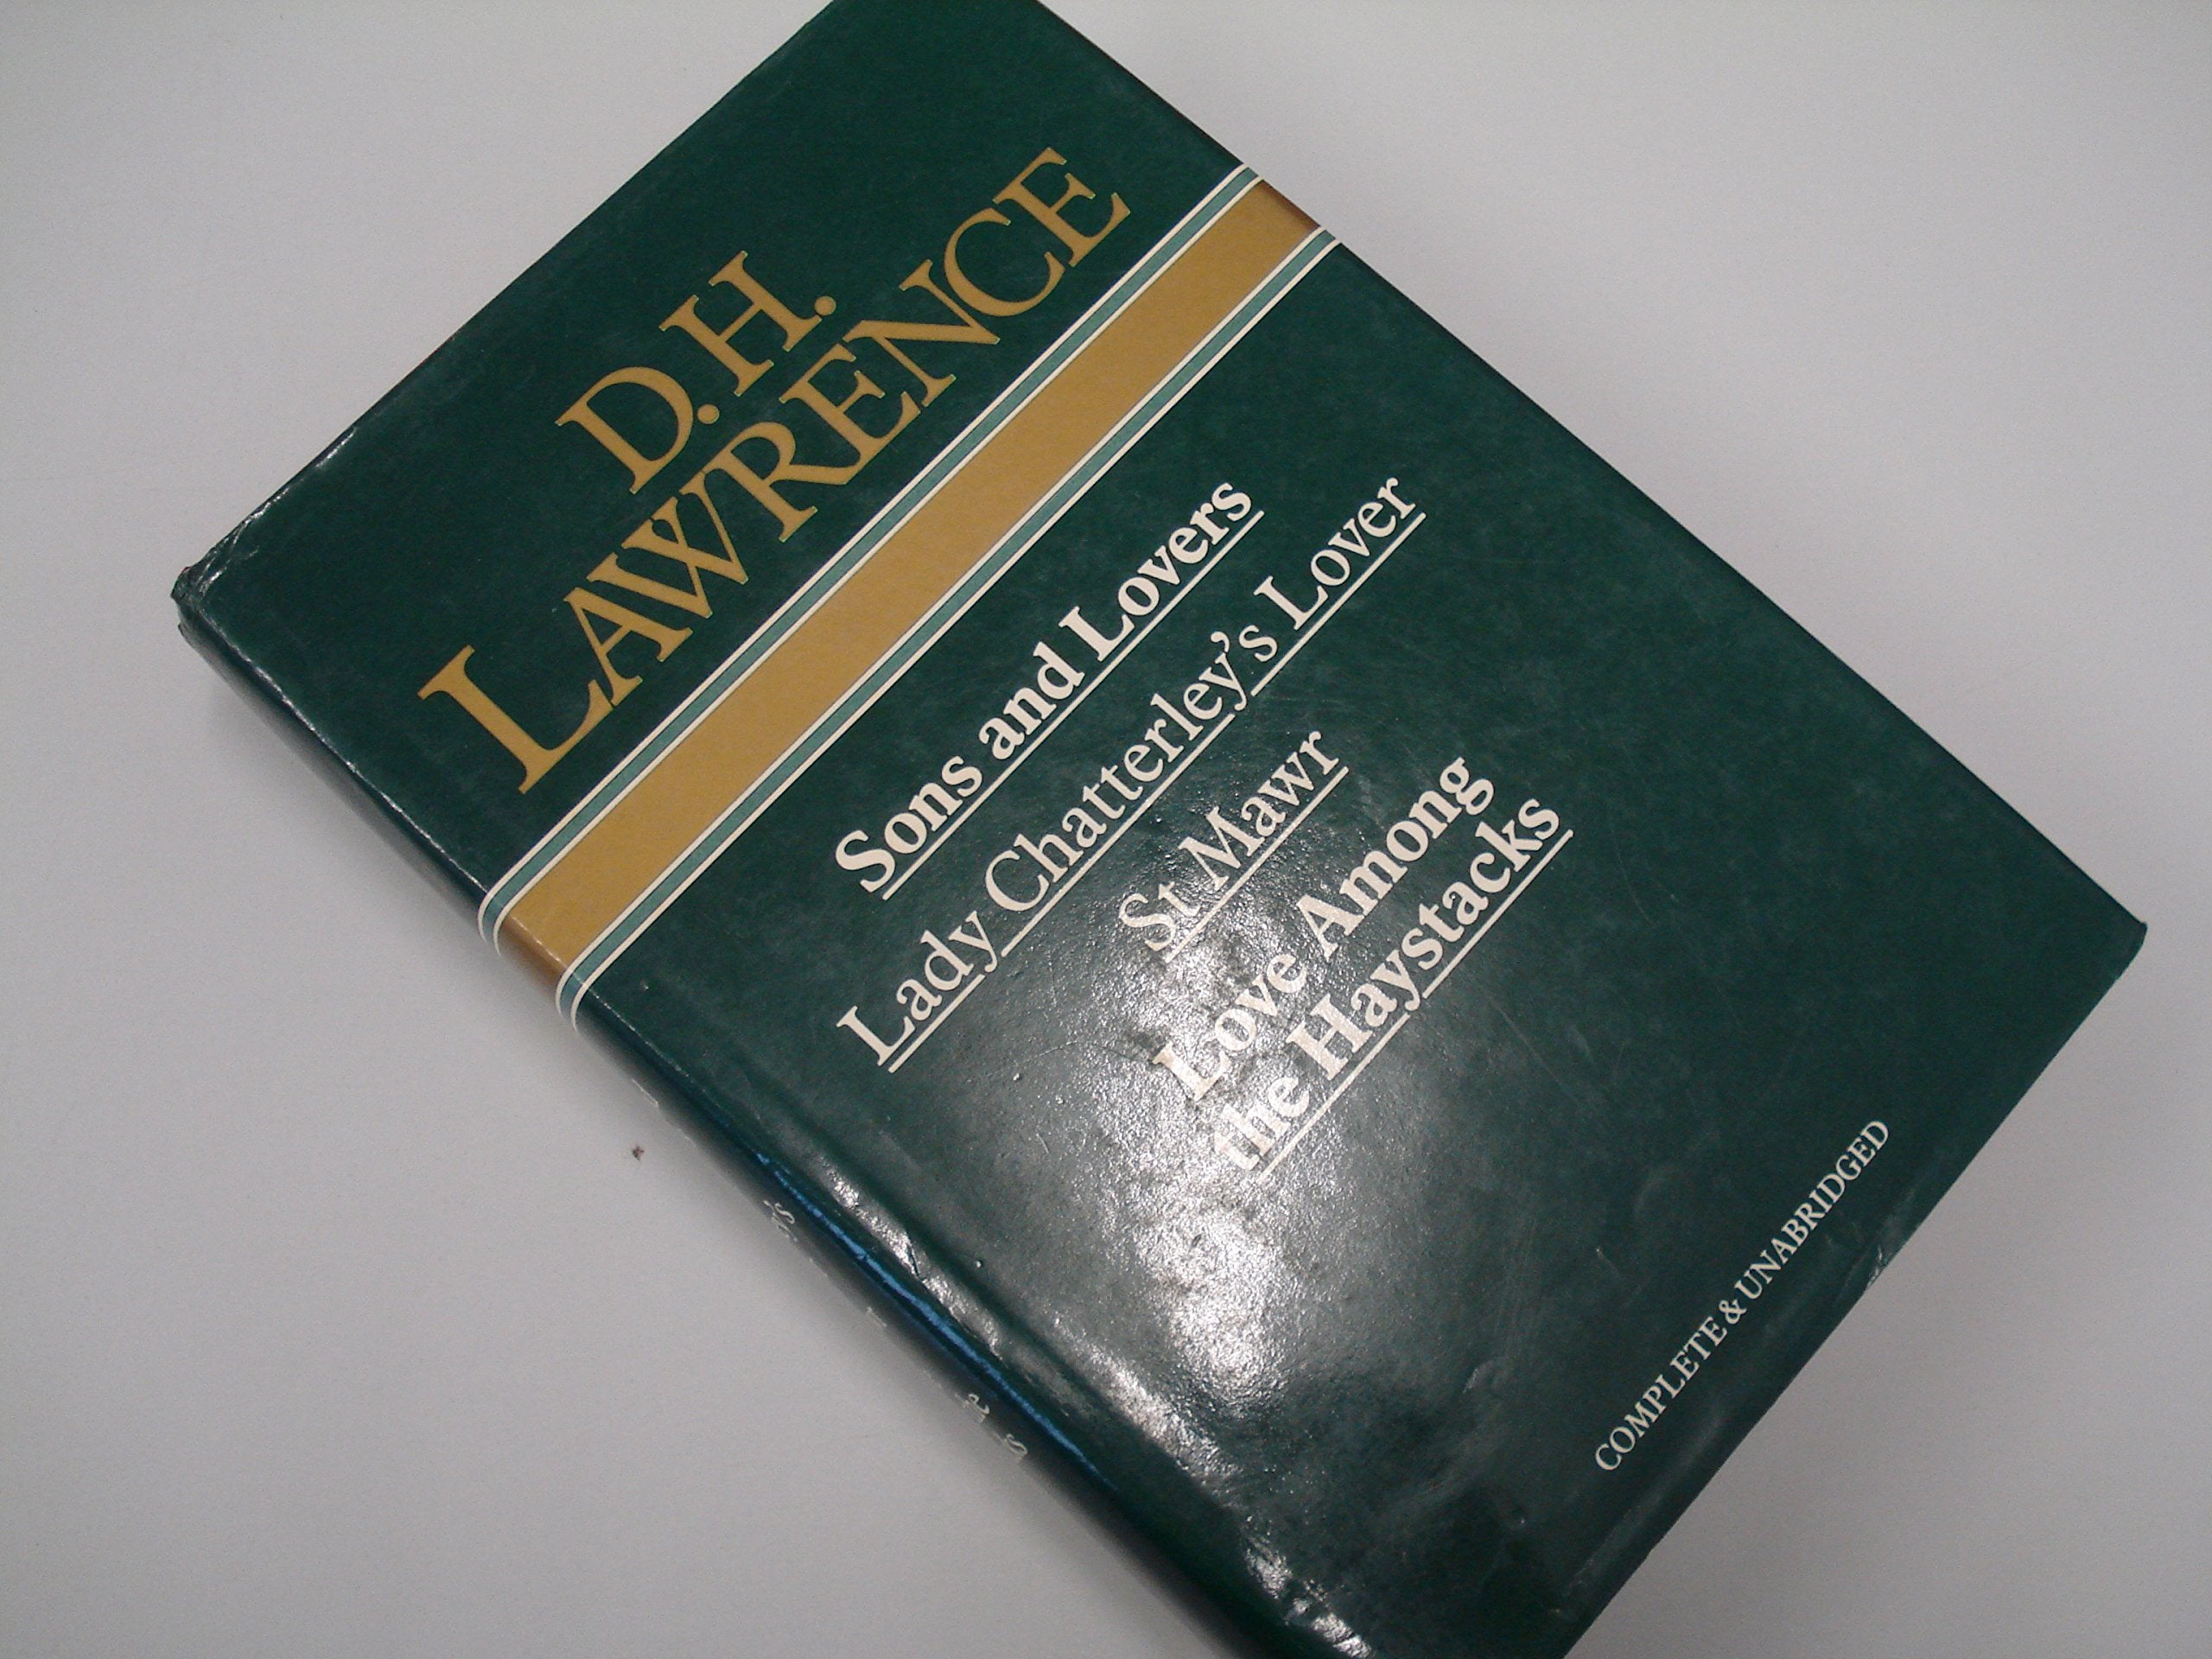 D. H.
LAWRENCE
Sons and Lovers
Lady Chatterley's Lover
St Mawr
Love Among
the Haystacks
COMPLETE & UNABRIDGED